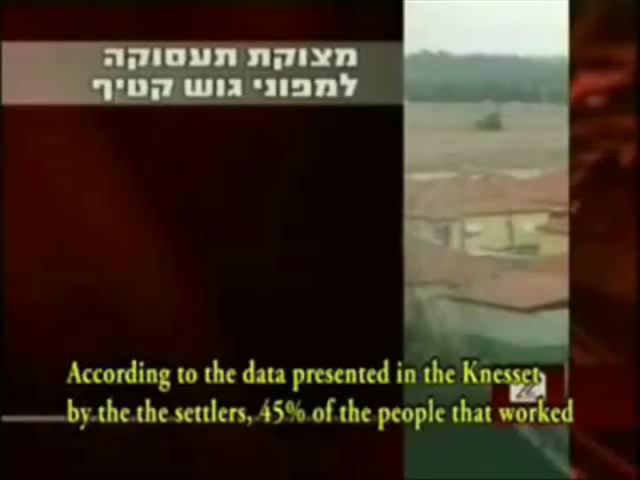 מצוקת תעסוקה
למפוני גוש קטיף
According to the data presented in the Knesset
by the the settlers, 45% of the people that worked